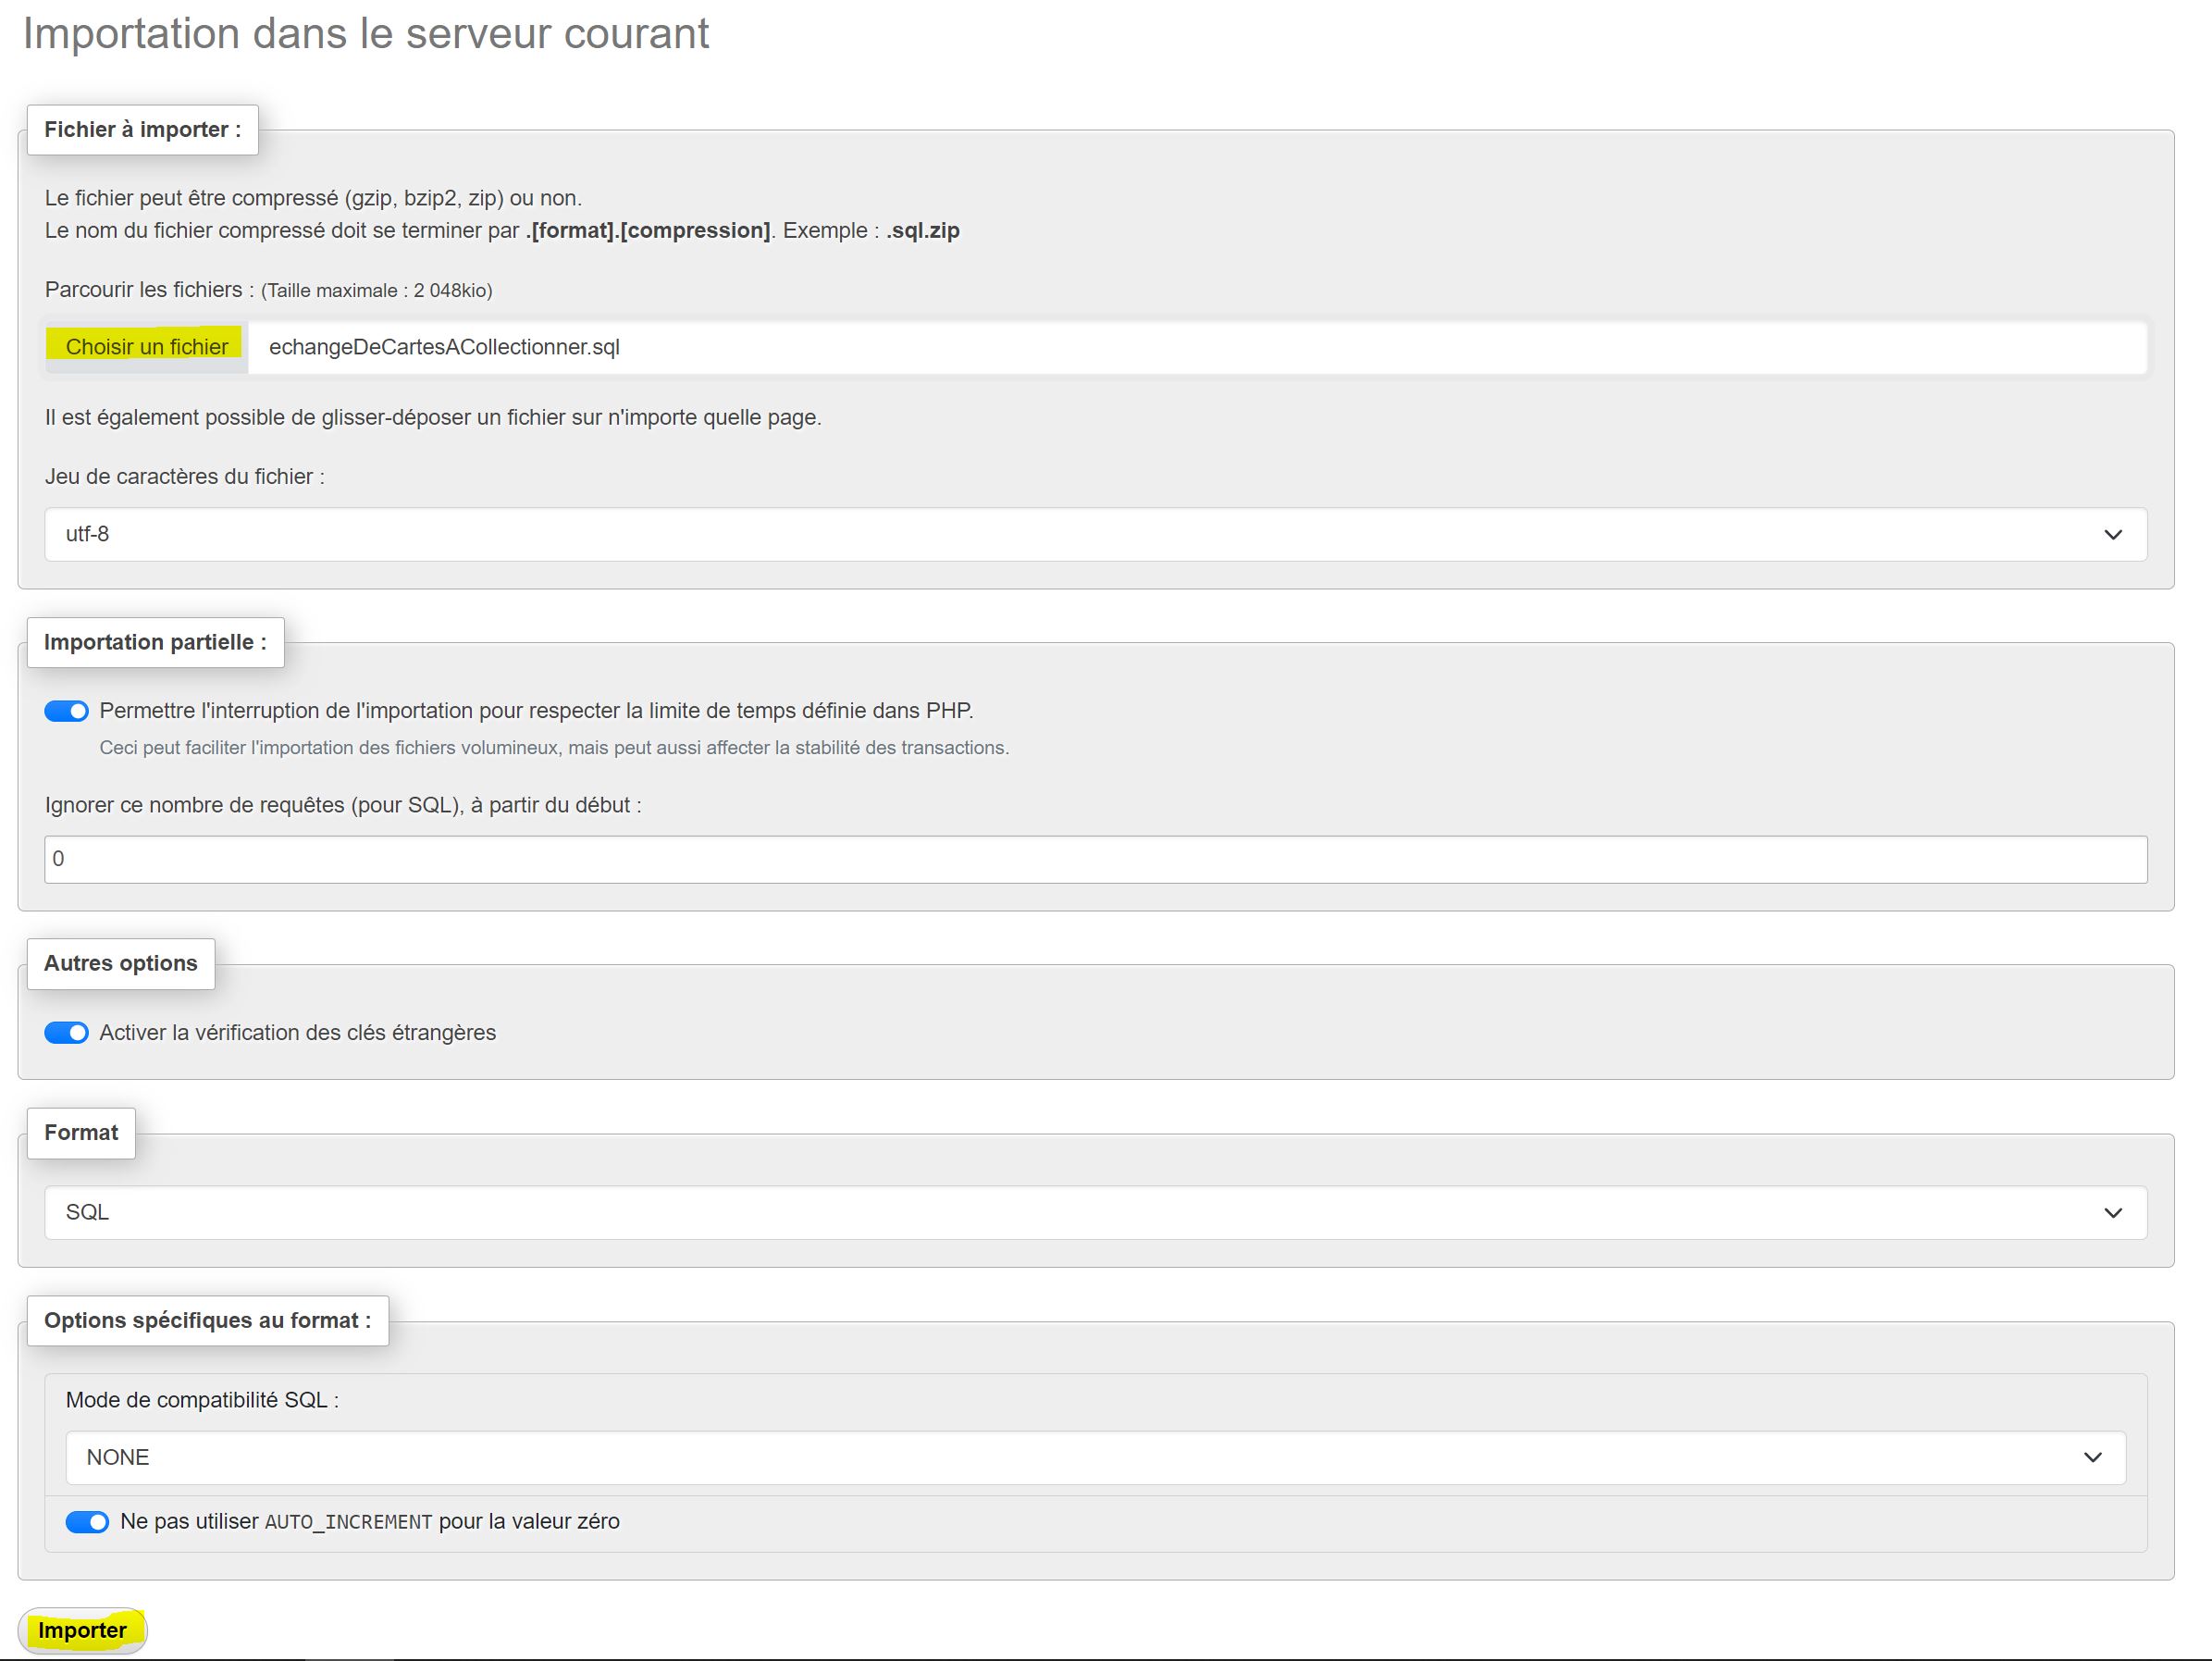 Importation dans le serveur courant
Fichier à importer :
Le fichier peut être compressé (gzip, bzip2, zip) ou non.
Le nom du fichier compressé doit se terminer par .[format].[compression]. Exemple : .sql.zip
Parcourir les fichiers : (Taille maximale : 2 048kio)
Choisir un fichier echangeDeCartesACollectionner.sql
Il est également possible de glisser-déposer un fichier sur n'importe quelle page.
Jeu de caractères du fichier :
utf-8
Importation partielle :
Permettre l'interruption de l'importation pour respecter la limite de temps définie dans PHP.
Ceci peut faciliter l'importation des fichiers volumineux, mais peut aussi affecter la stabilité des transactions.
Ignorer ce nombre de requêtes (pour SQL), à partir du début :
0
Autres options
Activer la vérification des clés étrangères
Format
SQL
Options spécifiques au format :
Mode de compatibilité SQL :
NONE
Ne pas utiliser AUTO_INCREMENT pour la valeur zéro
Importer